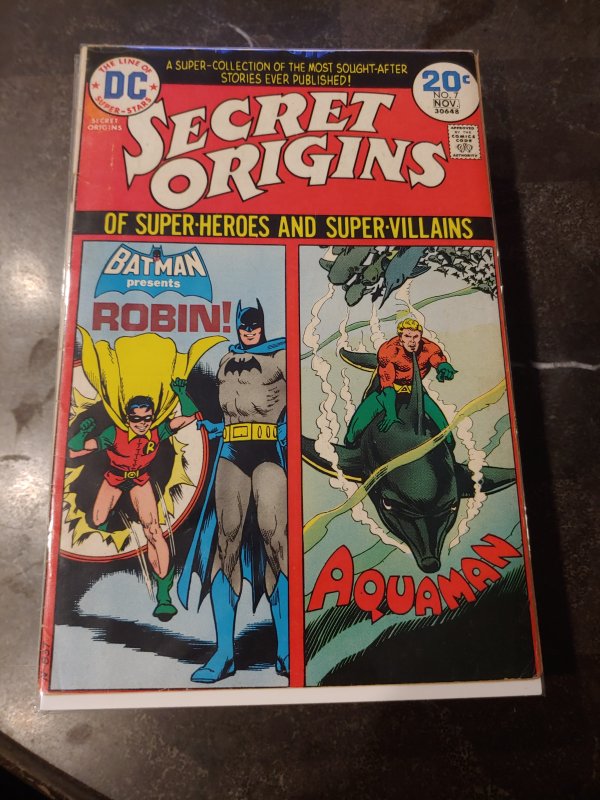 THE LINE OF
DC
SUPER-STARS
SECRET
ORIGINS
A SUPER-COLLECTION OF THE MOST SOUGHT-AFTER
STORIES EVER PUBLISHED!
20¢
NO. 7
NOV.
30648
APPROVED
BY THE
COMICS
CODE
AUTHORITY
SECRET
ORIGINS
OF SUPER-HEROES AND SUPER-VILLAINS
BATMAN
presents
ROBIN!
R
AQUAMAN